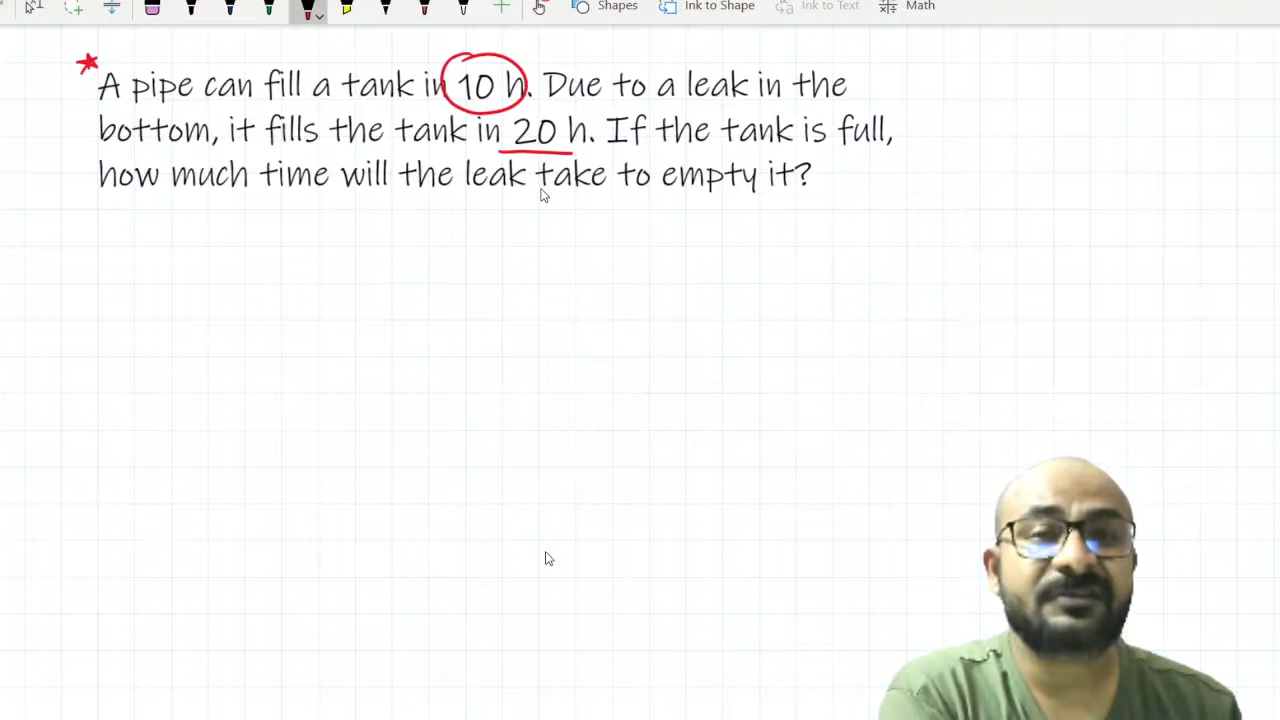 Shapes Ink to Shape Ink to Text Math
A pipe can fill a tank in 10 h. Due to a leak in the
bottom, it fills the tank in 20 h. If the tank is full,
how much time will the leak take to empty it?